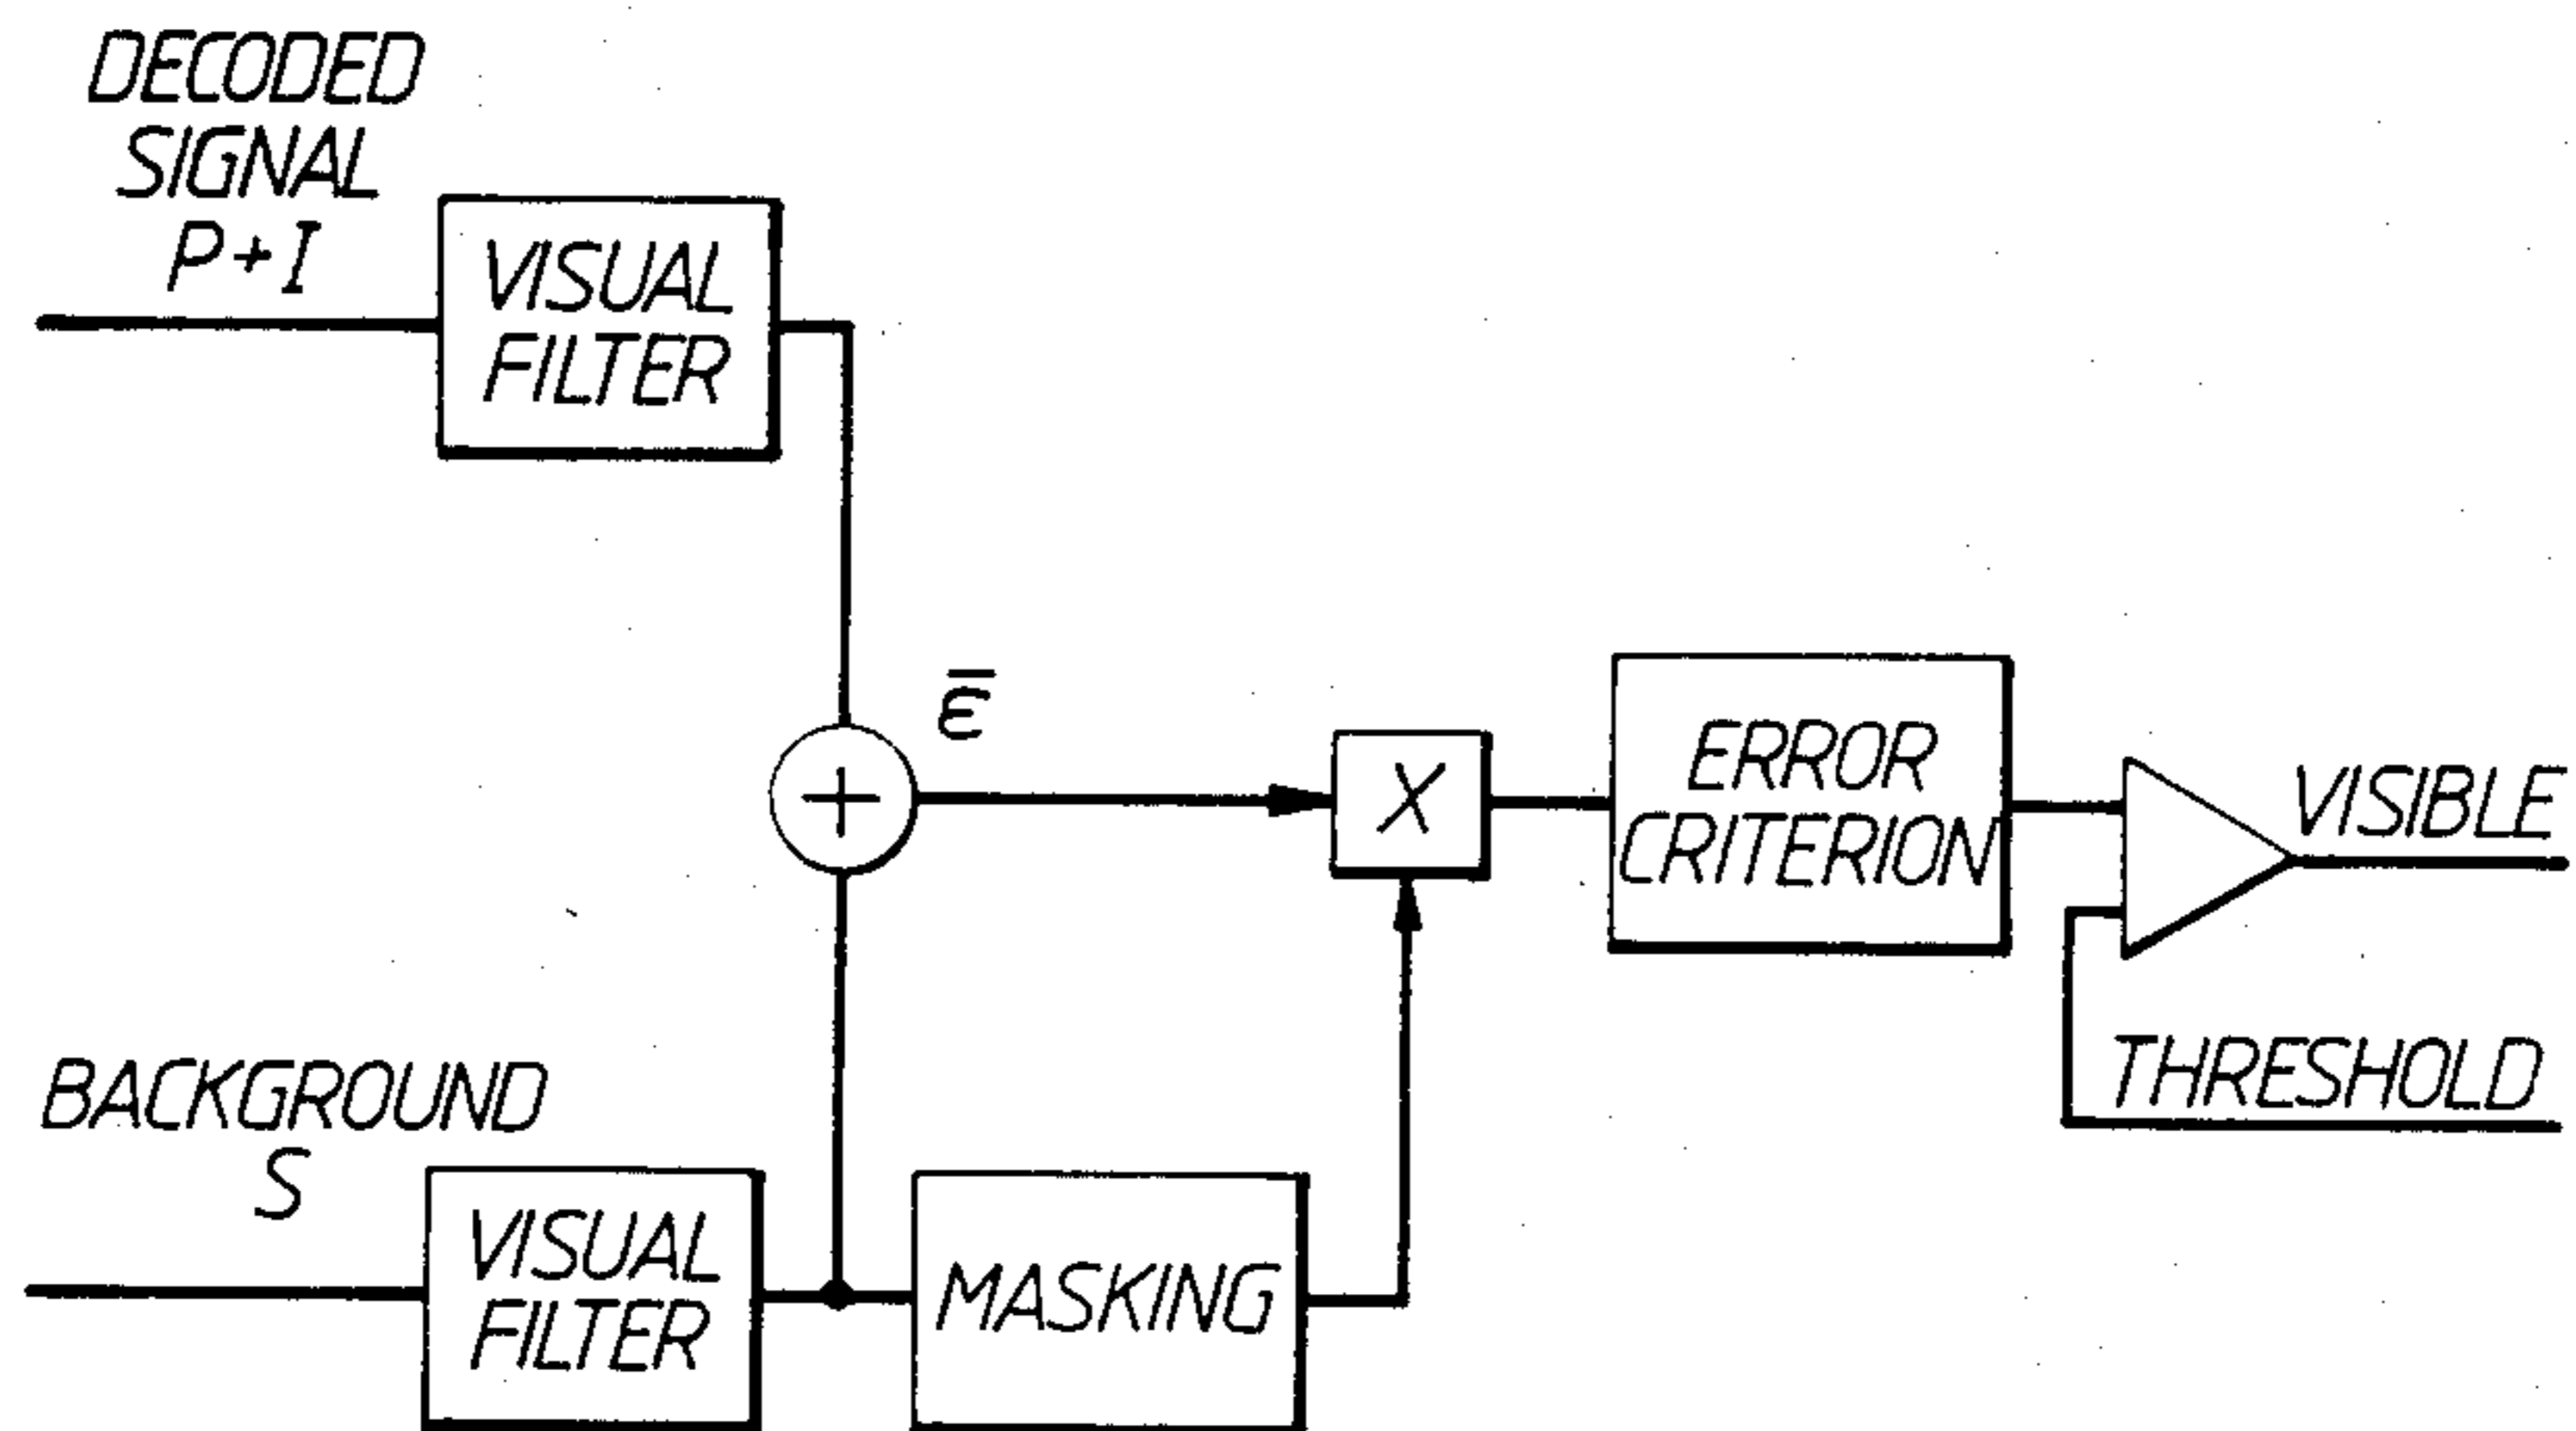 DECODED
SIGNAL
P+I
VISUAL
FILTER
+
ε̅
X
ERROR
CRITERION
VISIBLE
THRESHOLD
BACKGROUND
S
VISUAL
FILTER
MASKING